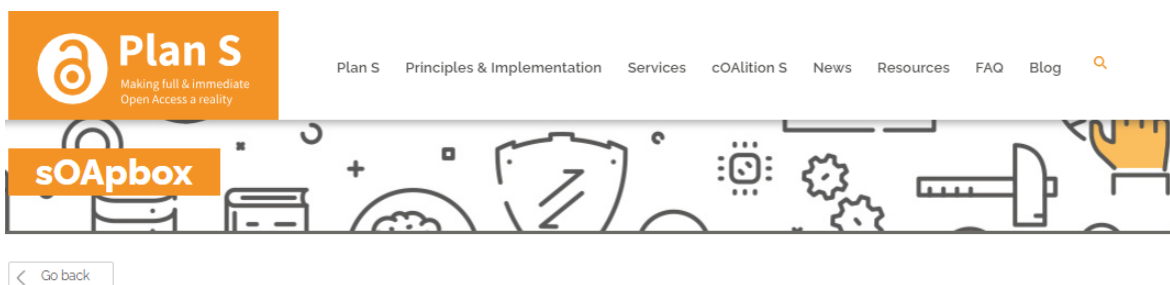 Plan S
Making full & immediate
Open Access a reality
Plan S Principles & Implementation Services cOAlition S News Resources FAQ Blog
sOApbox
Go back